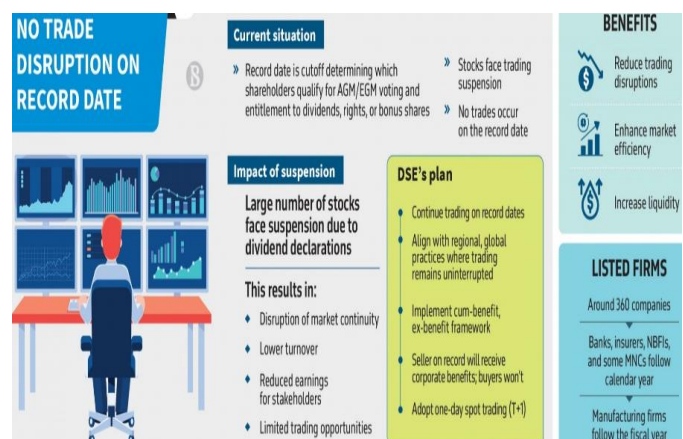 NO TRADE
DISRUPTION ON
RECORD DATE
Current situation
» Record date is cutoff determining which
shareholders qualify for AGM/EGM voting and
entitlement to dividends, rights, or bonus shares
» Stocks face trading
suspension
» No trades occur
on the record date
Impact of suspension
Large number of stocks
face suspension due to
dividend declarations
This results in:
Disruption of market continuity
Lower turnover
Reduced earnings
for stakeholders
Limited trading opportunities
DSE's plan
Continue trading on record dates
Align with regional, global
practices where trading
remains uninterrupted
Implement cum-benefit,
ex-benefit framework
Seller on record will receive
corporate benefits; buyers won't
Adopt one-day spot trading (T+1)
BENEFITS
Reduce trading
disruptions
Enhance market
efficiency
Increase liquidity
LISTED FIRMS
Around 360 companies
Banks, insurers, NBFIs,
and some MNCs follow
calendar year
Manufacturing firms
follow the fiscal year